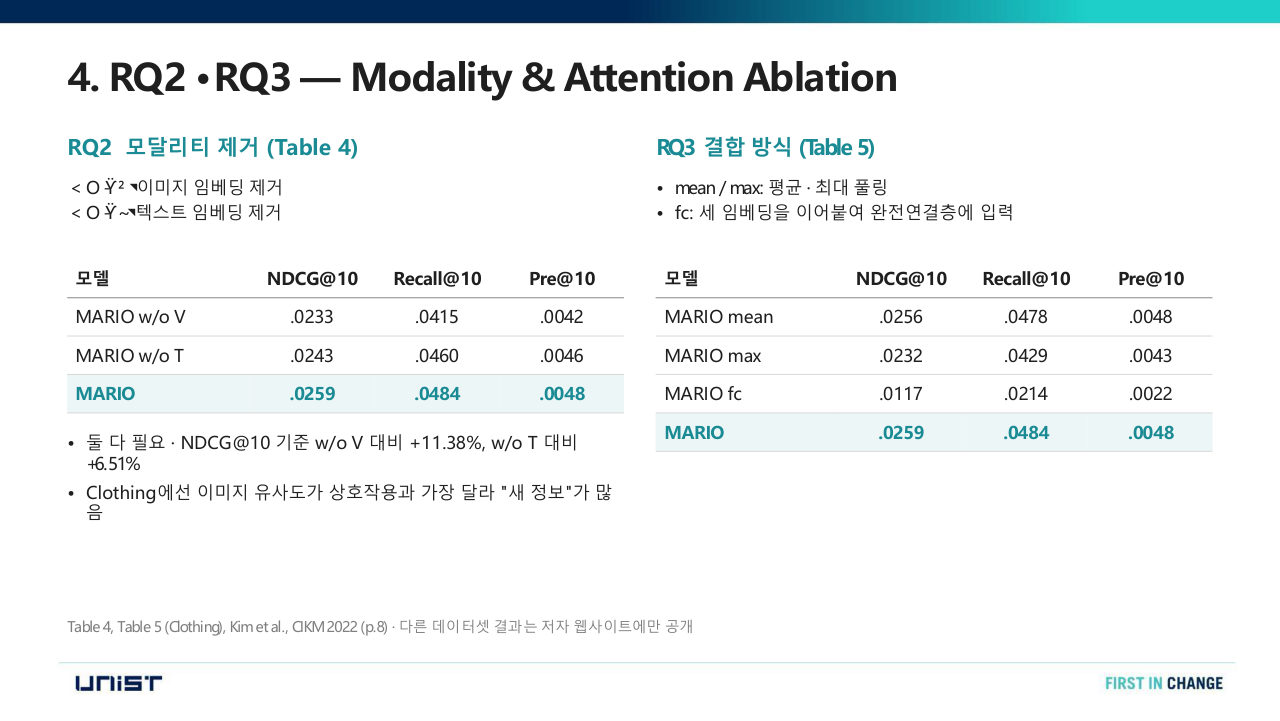 4. RQ2 • RQ3 — Modality & Attention Ablation
RQ2 모달리티 제거 (Table 4)
이미지 임베딩 제거
텍스트 임베딩 제거
모델 NDCG@10 Recall@10 Pre@10
MARIO w/o V .0233 .0415 .0042
MARIO w/o T .0243 .0460 .0046
MARIO .0259 .0484 .0048
• 둘 다 필요 · NDCG@10 기준 w/o V 대비 +11.38%, w/o T 대비
+6.51%
• Clothing에선 이미지 유사도가 상호작용과 가장 달라 "새 정보"가 많
음
RQ3 결합 방식 (Table 5)
• mean / max: 평균 · 최대 풀링
• fc: 세 임베딩을 이어붙여 완전연결층에 입력
모델 NDCG@10 Recall@10 Pre@10
MARIO mean .0256 .0478 .0048
MARIO max .0232 .0429 .0043
MARIO fc .0117 .0214 .0022
MARIO .0259 .0484 .0048
Table 4, Table 5 (Clothing), Kim et al., CIKM 2022 (p.8) · 다른 데이터셋 결과는 저자 웹사이트에만 공개
UNIST
FIRST IN CHANGE